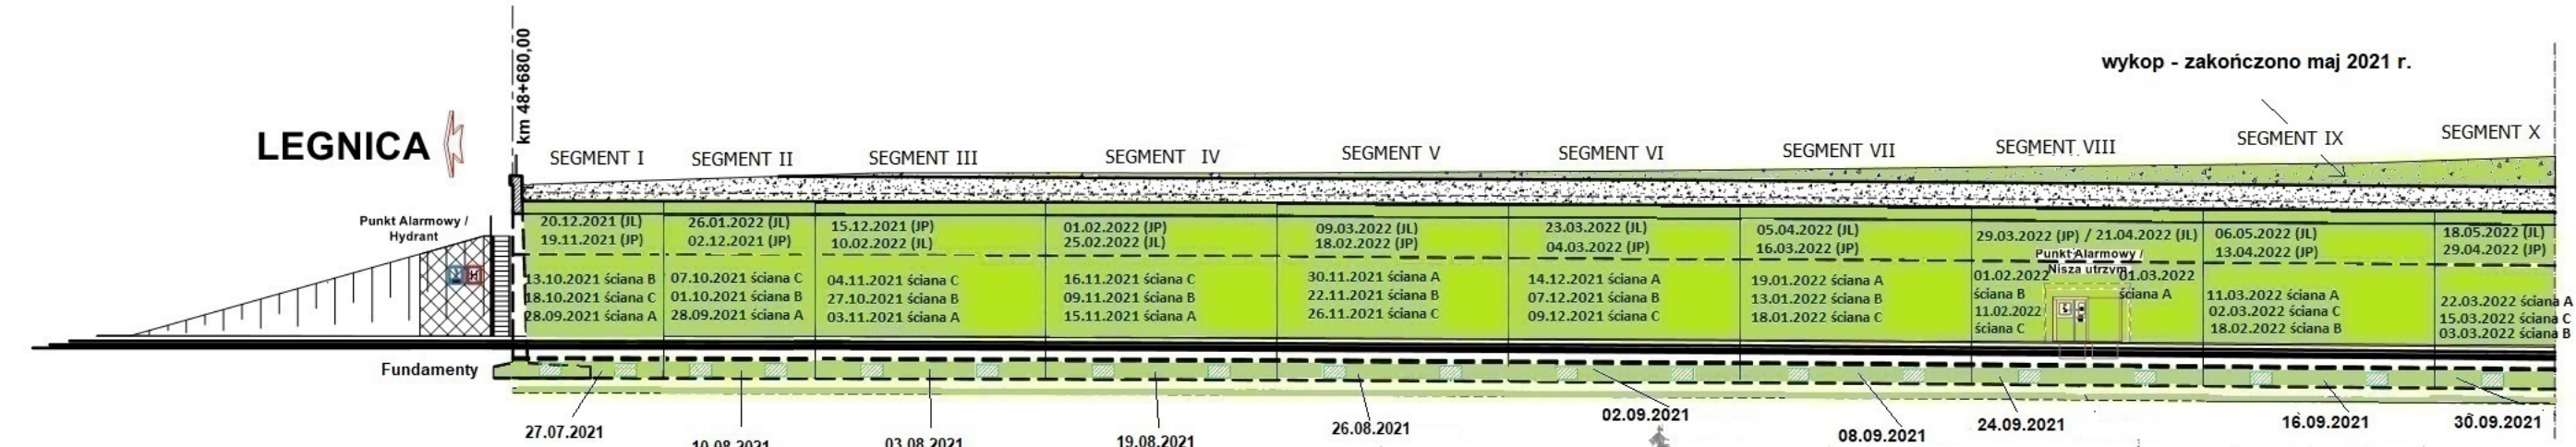 km 48+680,00
wykop - zakończono maj 2021 r.
LEGNICA
SEGMENT I
SEGMENT II
SEGMENT III
SEGMENT IV
SEGMENT V
SEGMENT VI
SEGMENT VII
SEGMENT VIII
SEGMENT IX
SEGMENT X
Punkt Alarmowy /
Hydrant
20.12.2021 (JL)
19.11.2021 (JP)
13.10.2021 ściana B
18.10.2021 ściana C
28.09.2021 ściana A
26.01.2022 (JL)
02.12.2021 (JP)
07.10.2021 ściana C
01.10.2021 ściana B
28.09.2021 ściana A
15.12.2021 (JP)
10.02.2022 (JL)
04.11.2021 ściana C
27.10.2021 ściana B
03.11.2021 ściana A
01.02.2022 (JP)
25.02.2022 (JL)
16.11.2021 ściana C
09.11.2021 ściana B
15.11.2021 ściana A
09.03.2022 (JL)
18.02.2022 (JP)
30.11.2021 ściana A
22.11.2021 ściana B
26.11.2021 ściana C
23.03.2022 (JL)
04.03.2022 (JP)
14.12.2021 ściana A
07.12.2021 ściana B
09.12.2021 ściana C
05.04.2022 (JL)
16.03.2022 (JP)
19.01.2022 ściana A
13.01.2022 ściana B
18.01.2022 ściana C
29.03.2022 (JP) / 21.04.2022 (JL)
Punkt Alarmowy /
Nisza utrzym.
01.02.2022
ściana B
11.02.2022
ściana C
01.03.2022
ściana A
06.05.2022 (JL)
13.04.2022 (JP)
11.03.2022 ściana A
02.03.2022 ściana C
18.02.2022 ściana B
18.05.2022 (JL)
29.04.2022 (JP)
22.03.2022 ściana A
15.03.2022 ściana C
03.03.2022 ściana B
Fundamenty
27.07.2021
10.08.2021
03.08.2021
19.08.2021
26.08.2021
02.09.2021
08.09.2021
24.09.2021
16.09.2021
30.09.2021